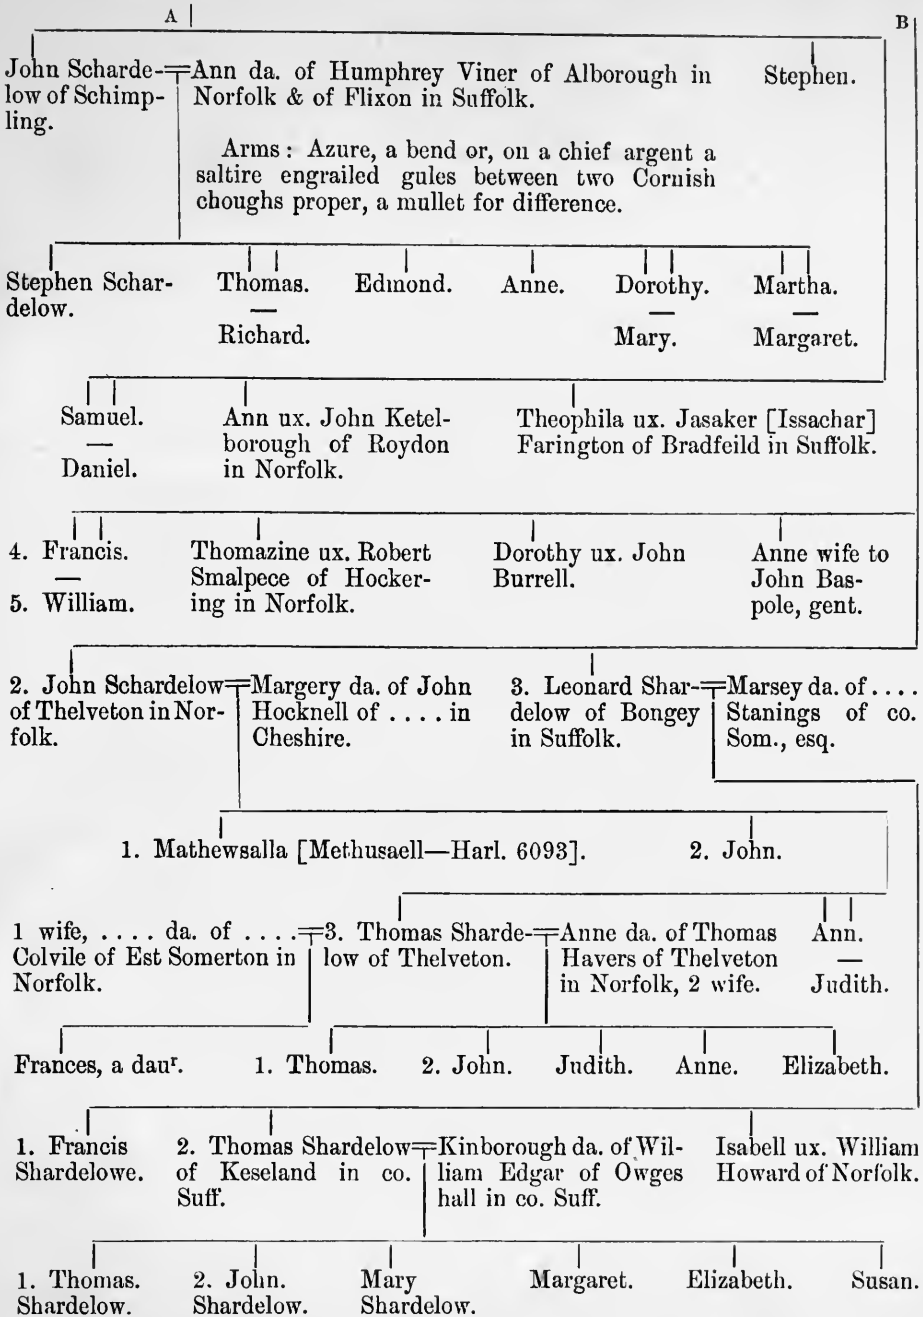 A
B
John Scharde-
low of Schimp-
ling.
Ann da. of Humphrey Viner of Alborough in
Norfolk & of Flixon in Suffolk.
Stephen.
Arms: Azure, a bend or, on a chief argent a
saltire engrailed gules between two Cornish
choughs proper, a mullet for difference.
Stephen Schar-
delow.
Thomas.
—
Richard.
Edmond.
Anne.
Dorothy.
—
Mary.
Martha.
—
Margaret.
Samuel.
—
Daniel.
Ann ux. John Ketel-
borough of Roydon
in Norfolk.
Theophila ux. Jasaker [Issachar]
Farington of Bradfeild in Suffolk.
4. Francis.
—
5. William.
Thomazine ux. Robert
Smalpece of Hocker-
ing in Norfolk.
Dorothy ux. John
Burrell.
Anne wife to
John Bas-
pole, gent.
2. John Schardelow
of Thelveton in Nor-
folk.
Margery da. of John
Hocknell of .... in
Cheshire.
3. Leonard Shar-
delow of Bongey
in Suffolk.
Marsey da. of ....
Stanings of co.
Som., esq.
1. Mathewsalla [Methusaell—Harl. 6093].
2. John.
1 wife, .... da. of ....
Colvile of Est Somerton in
Norfolk.
3. Thomas Sharde-
low of Thelveton.
Anne da. of Thomas
Havers of Thelveton
in Norfolk, 2 wife.
Ann.
—
Judith.
Frances, a daur.
1. Thomas.
2. John.
Judith.
Anne.
Elizabeth.
1. Francis
Shardelowe.
2. Thomas Shardelow
of Keseland in co.
Suff.
Kinborough da. of Wil-
liam Edgar of Owges
hall in co. Suff.
Isabell ux. William
Howard of Norfolk.
1. Thomas.
Shardelow.
2. John.
Shardelow.
Mary
Shardelow.
Margaret.
Elizabeth.
Susan.